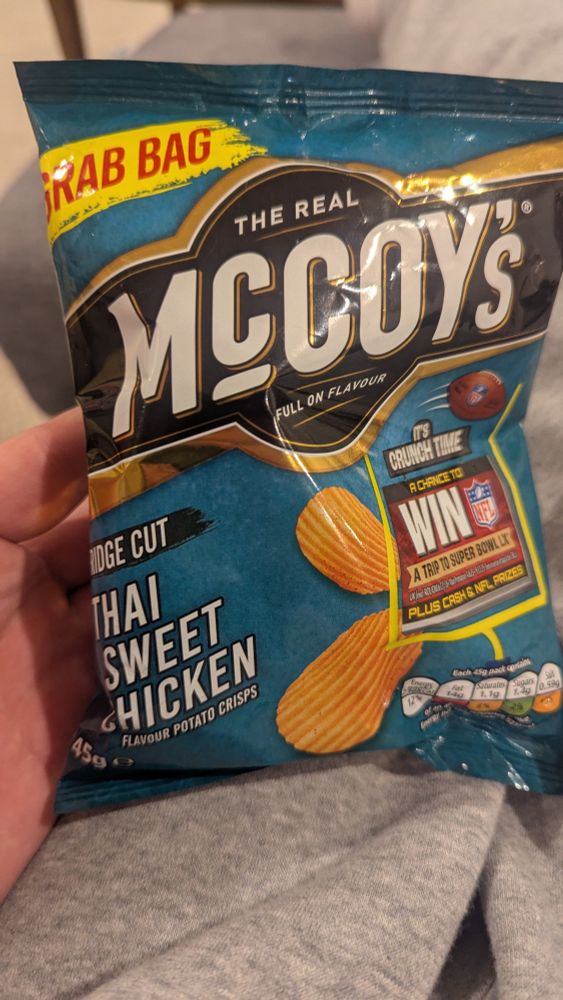 GRAB BAG
THE REAL
McCOY'S®
FULL ON FLAVOUR
IT'S
CRUNCH TIME
A CHANCE TO
WIN
NFL
A TRIP TO SUPER BOWL LX
PLUS CASH & NFL PRIZES
RIDGE CUT
THAI
SWEET
CHICKEN
FLAVOUR POTATO CRISPS
45g e
Each 45g pack contains
Energy
Fat
14g
Saturates
1.1g
6%
Sugars
1.4g
2%
Salt
0.59g